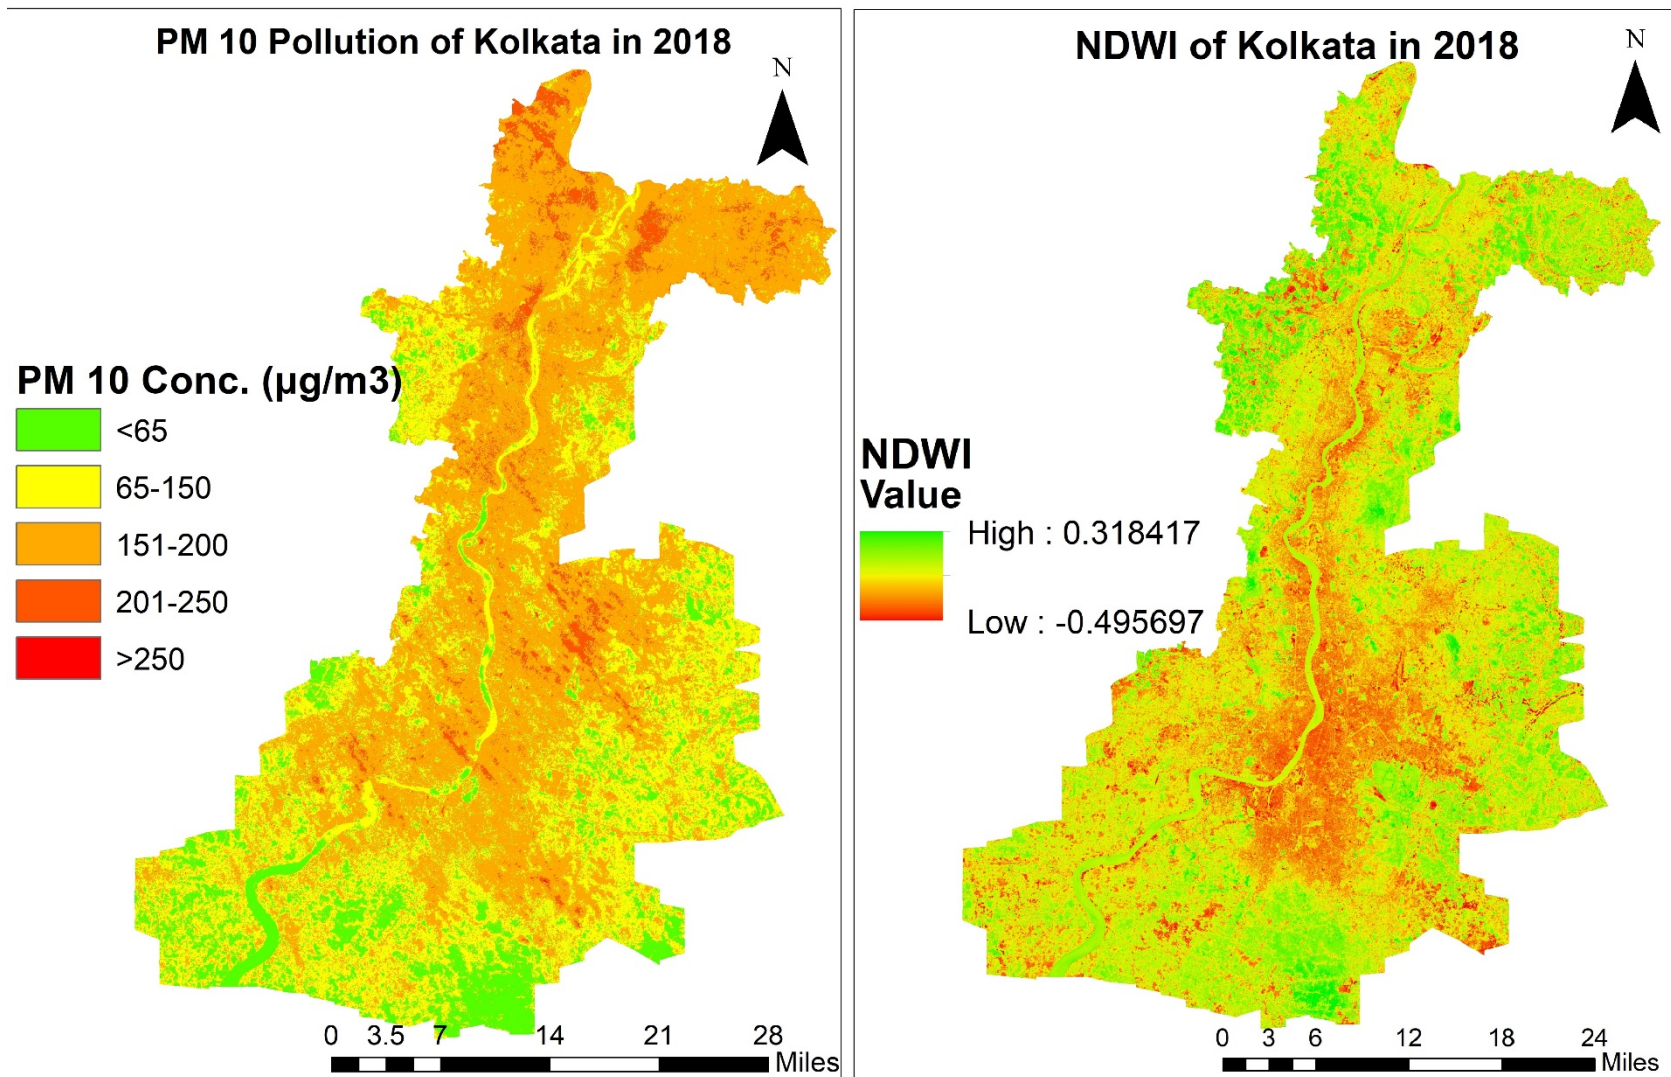 PM 10 Pollution of Kolkata in 2018
N
PM 10 Conc. (µg/m3)
<65
65-150
151-200
201-250
>250
0 3.5 7 14 21 28
Miles
NDWI of Kolkata in 2018
N
NDWI
Value
High : 0.318417
Low : -0.495697
0 3 6 12 18 24
Miles